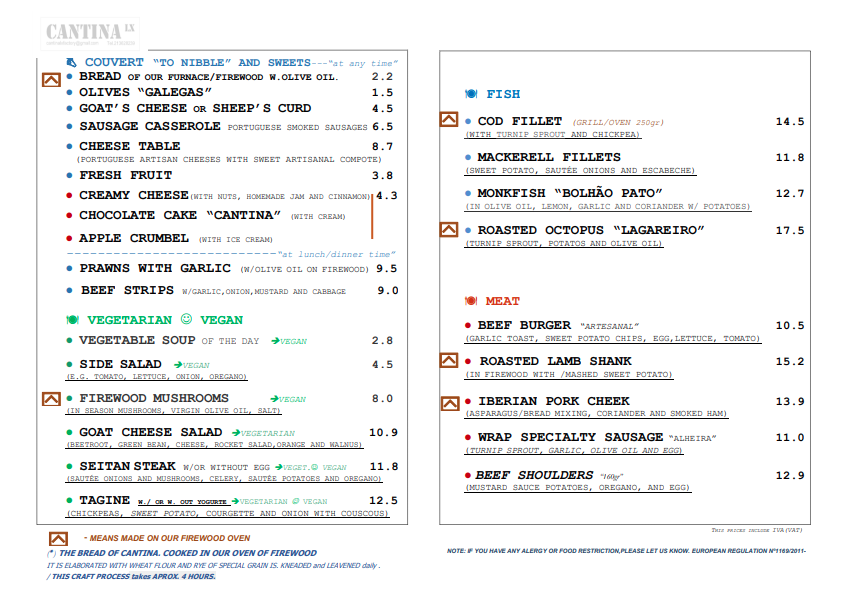 CANTINA LX
COUVERT “TO NIBBLE” AND SWEETS---“at any time”
BREAD OF OUR FURNACE/FIREWOOD W.OLIVE OIL. 2.2
OLIVES “GALEGAS” 1.5
GOAT’S CHEESE OR SHEEP’S CURD 4.5
SAUSAGE CASSEROLE PORTUGUESE SMOKED SAUSAGES 6.5
CHEESE TABLE 8.7
(PORTUGUESE ARTISAN CHEESES WITH SWEET ARTISANAL COMPOTE)
FRESH FRUIT 3.8
CREAMY CHEESE(WITH NUTS, HOMEMADE JAM AND CINNAMON) 4.3
CHOCOLATE CAKE “CANTINA” (WITH CREAM)
APPLE CRUMBEL (WITH ICE CREAM)
----------------------------“at lunch/dinner time”
PRAWNS WITH GARLIC (W/OLIVE OIL ON FIREWOOD) 9.5
BEEF STRIPS W/GARLIC,ONION,MUSTARD AND CABBAGE 9.0
VEGETARIAN ☺ VEGAN
VEGETABLE SOUP OF THE DAY ➔VEGAN 2.8
SIDE SALAD ➔VEGAN 4.5
(E.G. TOMATO, LETTUCE, ONION, OREGANO)
FIREWOOD MUSHROOMS ➔VEGAN 8.0
(IN SEASON MUSHROOMS, VIRGIN OLIVE OIL, SALT)
GOAT CHEESE SALAD ➔VEGETARIAN 10.9
(BEETROOT, GREEN BEAN, CHEESE, ROCKET SALAD,ORANGE AND WALNUS)
SEITAN STEAK W/OR WITHOUT EGG ➔VEGET.☺ VEGAN 11.8
(SAUTÉE ONIONS AND MUSHROOMS, CELERY, SAUTÉE POTATOES AND OREGANO)
TAGINE W./ OR W. OUT YOGURTE ➔VEGETARIAN ☺ VEGAN 12.5
(CHICKPEAS, SWEET POTATO, COURGETTE AND ONION WITH COUSCOUS)
- MEANS MADE ON OUR FIREWOOD OVEN
(*) THE BREAD OF CANTINA. COOKED IN OUR OVEN OF FIREWOOD
IT IS ELABORATED WITH WHEAT FLOUR AND RYE OF SPECIAL GRAIN IS. KNEADED and LEAVENED daily .
/ THIS CRAFT PROCESS takes APROX. 4 HOURS.
FISH
COD FILLET (GRILL/OVEN 250gr) 14.5
(WITH TURNIP SPROUT AND CHICKPEA)
MACKERELL FILLETS 11.8
(SWEET POTATO, SAUTÉE ONIONS AND ESCABECHE)
MONKFISH “BOLHÃO PATO” 12.7
(IN OLIVE OIL, LEMON, GARLIC AND CORIANDER W/ POTATOES)
ROASTED OCTOPUS “LAGAREIRO” 17.5
(TURNIP SPROUT, POTATOS AND OLIVE OIL)
MEAT
BEEF BURGER “ARTESANAL” 10.5
(GARLIC TOAST, SWEET POTATO CHIPS, EGG,LETTUCE, TOMATO)
ROASTED LAMB SHANK 15.2
(IN FIREWOOD WITH /MASHED SWEET POTATO)
IBERIAN PORK CHEEK 13.9
(ASPARAGUS/BREAD MIXING, CORIANDER AND SMOKED HAM)
WRAP SPECIALTY SAUSAGE “ALHEIRA” 11.0
(TURNIP SPROUT, GARLIC, OLIVE OIL AND EGG)
BEEF SHOULDERS “160gr” 12.9
(MUSTARD SAUCE POTATOES, OREGANO, AND EGG)
THIS PRICES INCLUDE IVA(VAT)
NOTE: IF YOU HAVE ANY ALERGY OR FOOD RESTRICTION,PLEASE LET US KNOW. EUROPEAN REGULATION Nº1169/2011-